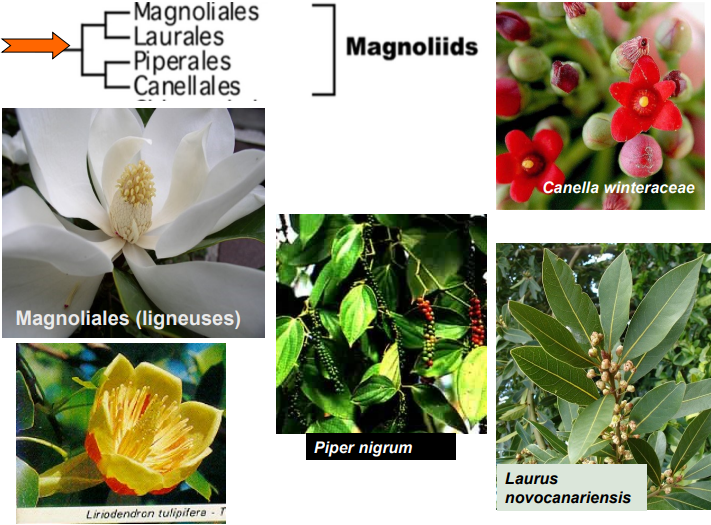 Magnoliales
Laurales
Piperales
Canellales
Magnoliids
Canella winteraceae
Magnoliales (ligneuses)
Piper nigrum
Laurus
novocanariensis
Liriodendron tulipifera - T